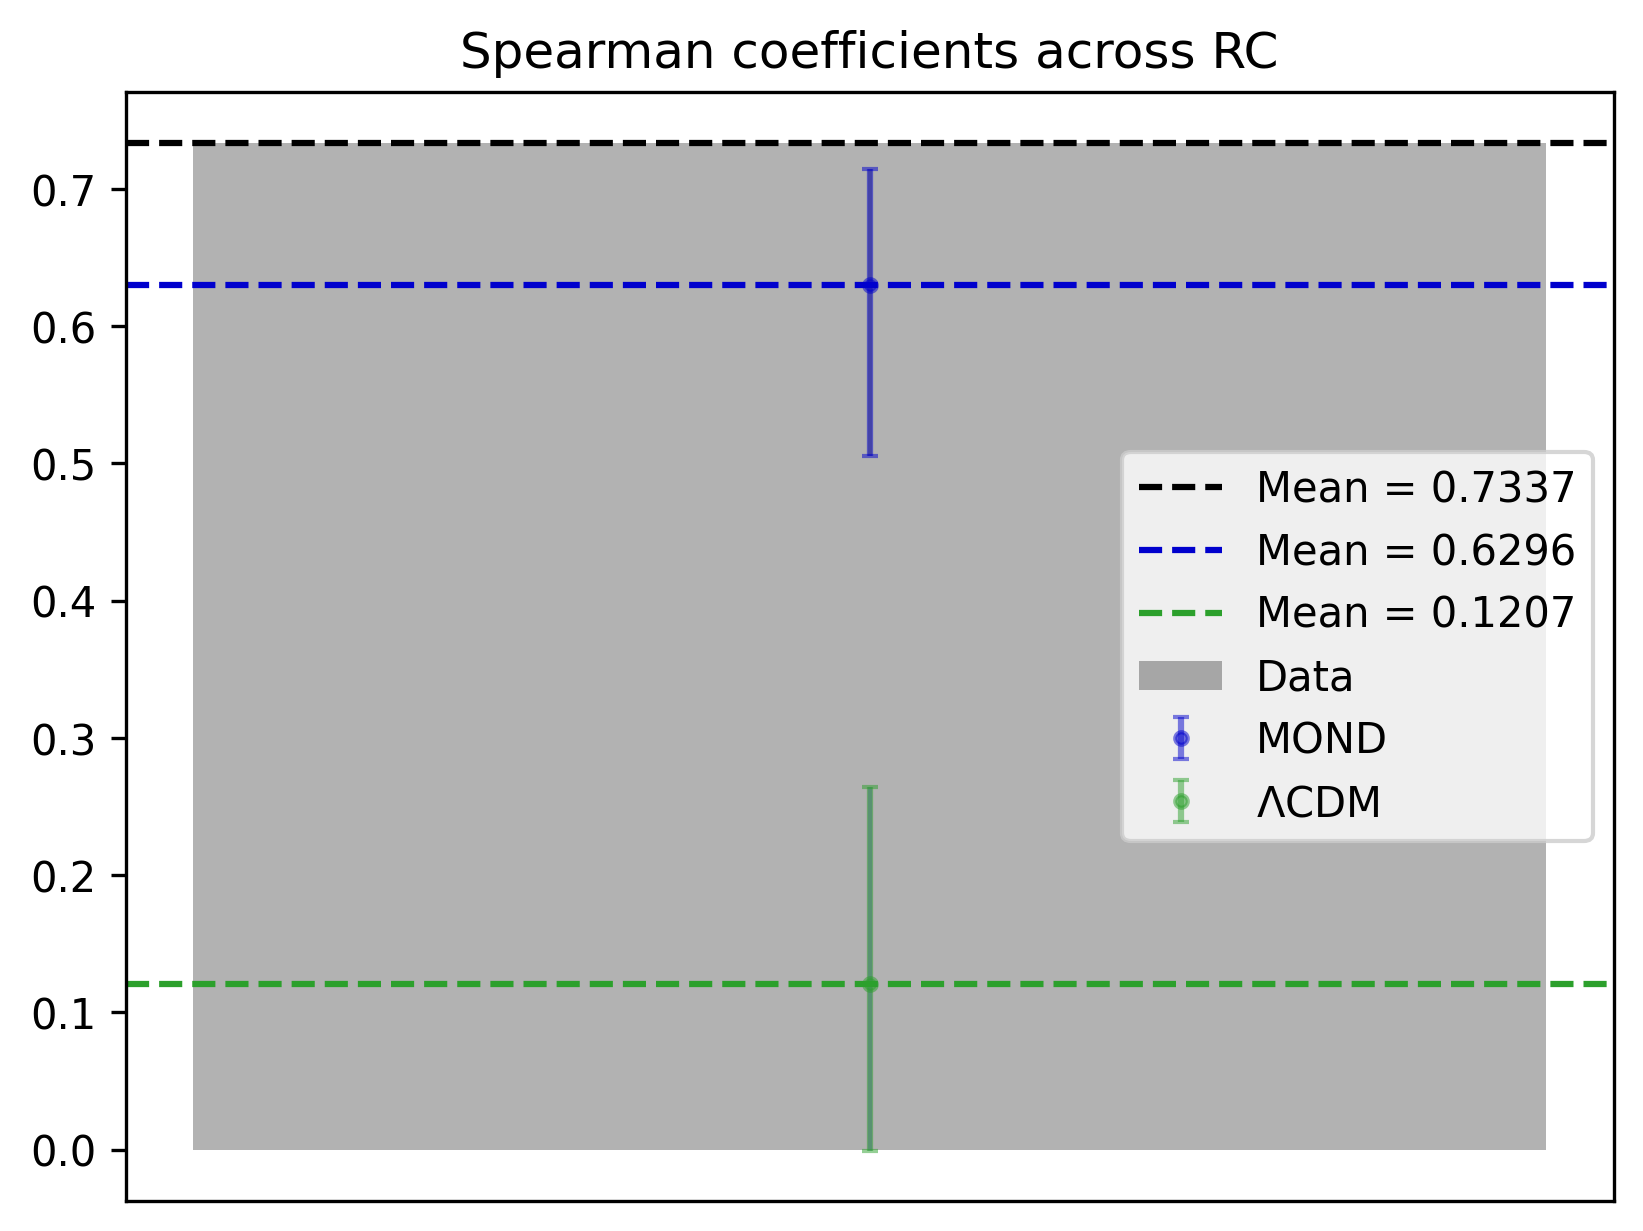 Spearman coefficients across RC
0.7
0.6
0.5
0.4
0.3
0.2
0.1
0.0
Mean = 0.7337
Mean = 0.6296
Mean = 0.1207
Data
MOND
ΛCDM